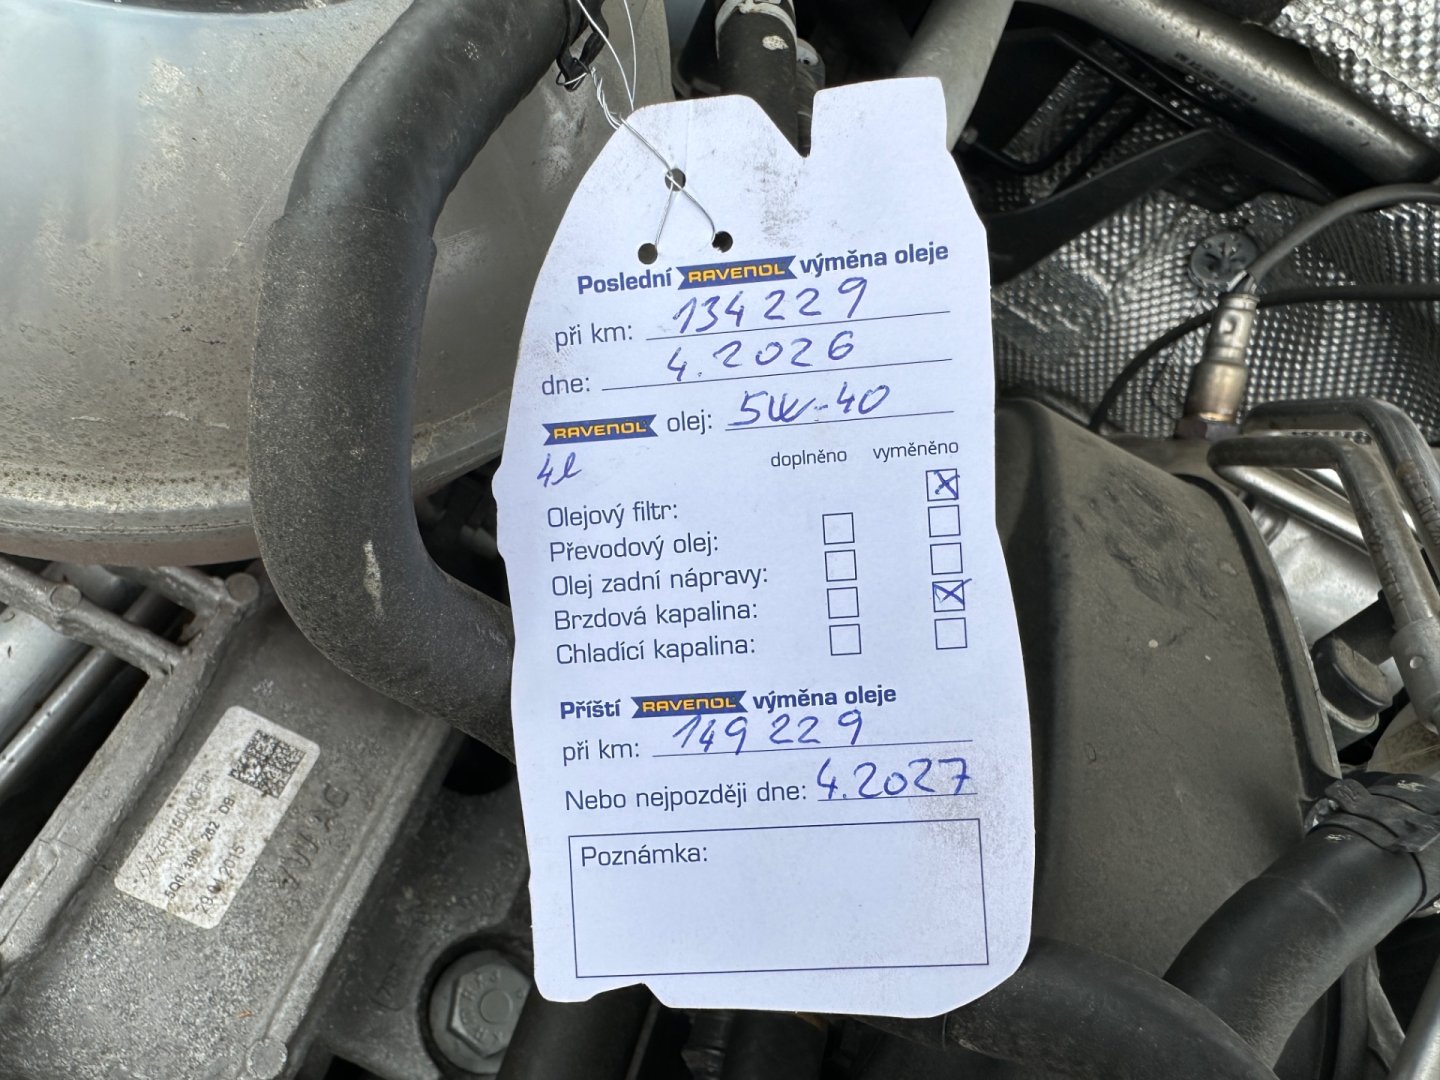 Poslední RAVENOL výměna oleje
při km: 134229
dne: 4.2026
RAVENOL olej: 5W-40
4l
doplněno vyměněno
Olejový filtr: X
Převodový olej:
Olej zadní nápravy:
Brzdová kapalina: X
Chladící kapalina:
Příští RAVENOL výměna oleje
při km: 149229
Nebo nejpozději dne: 4.2027
Poznámka: